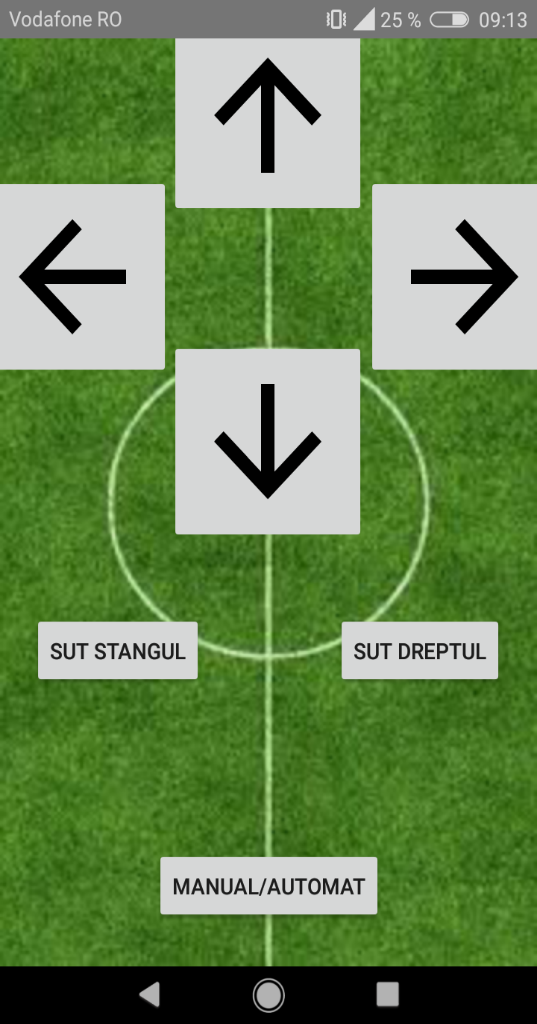 Vodafone RO 25 % 09:13
SUT STANGUL SUT DREPTUL
MANUAL/AUTOMAT